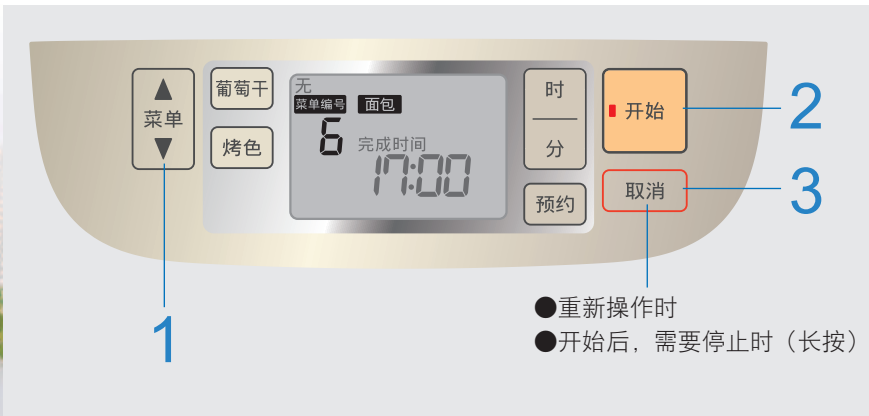 ▲
菜单
▼
葡萄干
烤色
无
菜单编号 面包
6
完成时间
17:00
时
分
预约
开始
取消
1
2
3
●重新操作时
●开始后，需要停止时（长按）